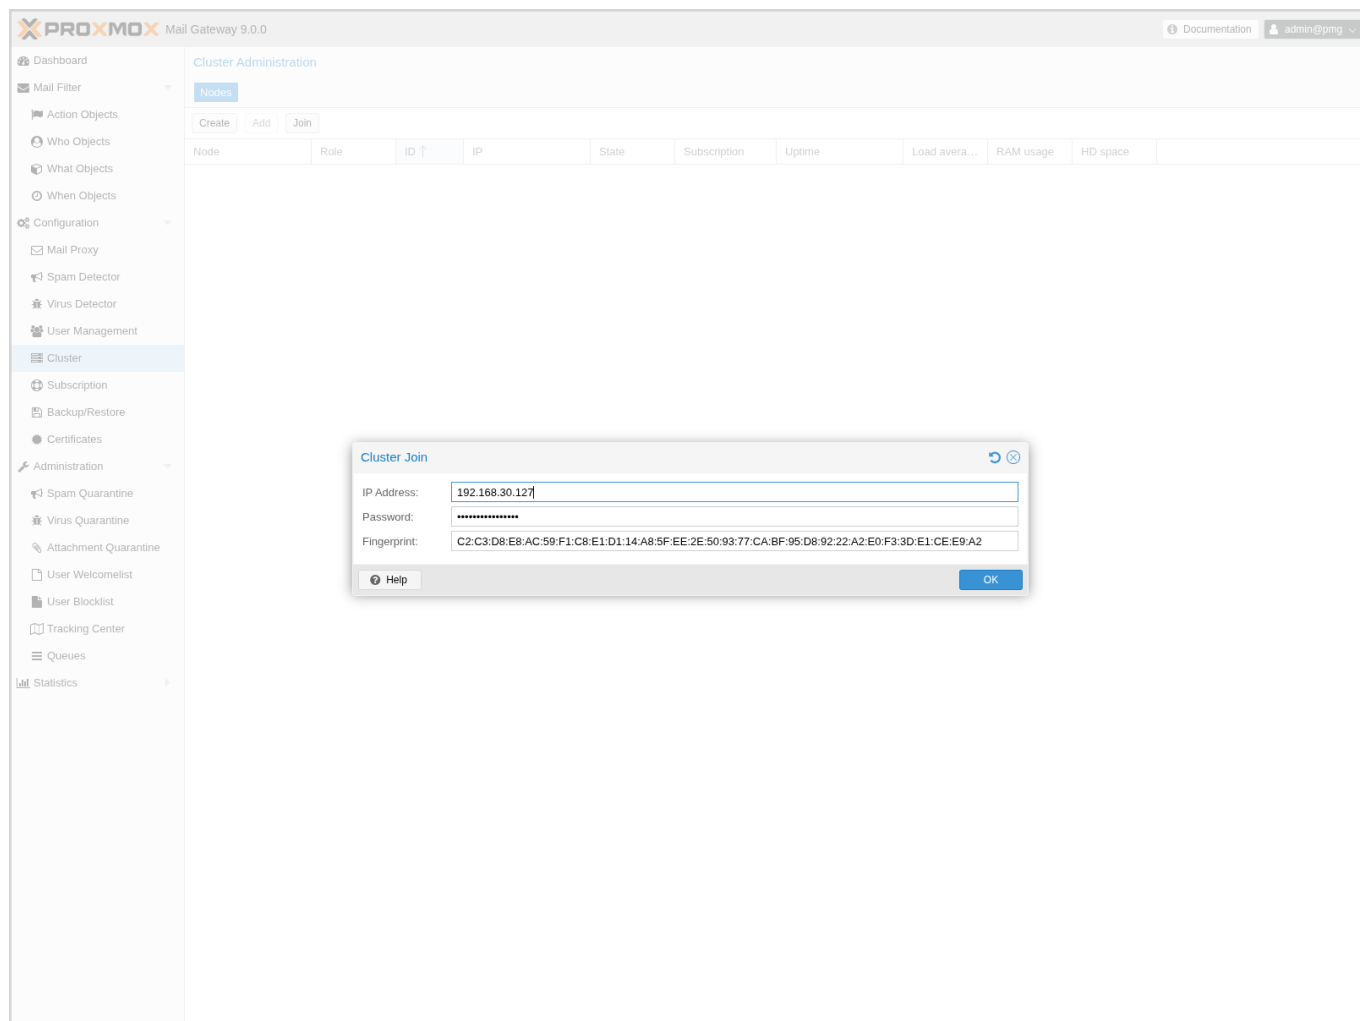 PROXMOX Mail Gateway 9.0.0
Documentation
admin@pmg
Dashboard
Mail Filter
Action Objects
Who Objects
What Objects
When Objects
Configuration
Mail Proxy
Spam Detector
Virus Detector
User Management
Cluster
Subscription
Backup/Restore
Certificates
Administration
Spam Quarantine
Virus Quarantine
Attachment Quarantine
User Welcomelist
User Blocklist
Tracking Center
Queues
Statistics
Cluster Administration
Nodes
Create Add Join
Node Role ID IP State Subscription Uptime Load avera... RAM usage HD space
Cluster Join
IP Address: 192.168.30.127
Password: ••••••••••••••••
Fingerprint: C2:C3:D8:E8:AC:59:F1:C8:E1:D1:14:A8:5F:EE:2E:50:93:77:CA:BF:95:D8:92:22:A2:E0:F3:3D:E1:CE:E9:A2
Help
OK